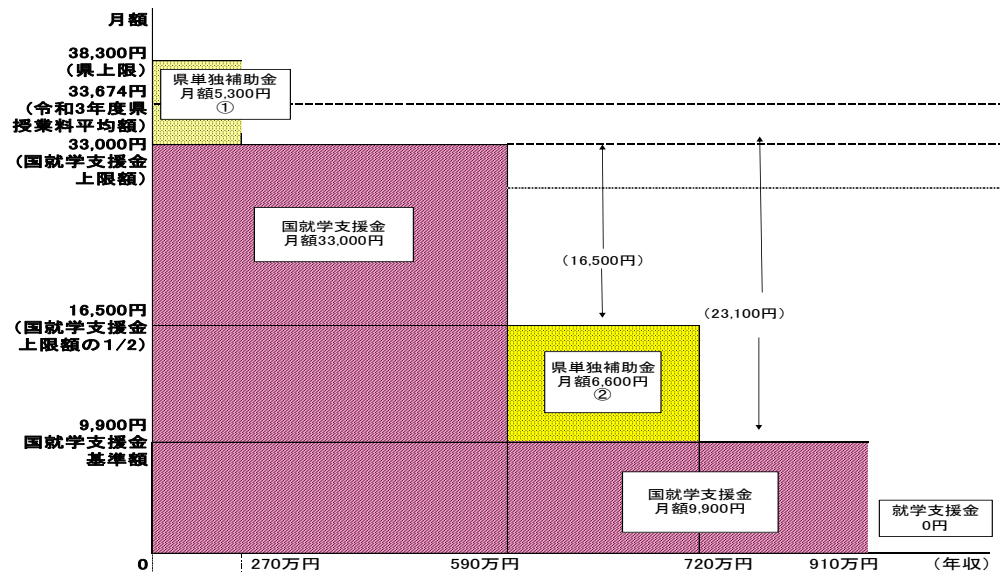 月額
38,300円
(県上限)
33,674円
(令和3年度県
授業料平均額)
33,000円
(国就学支援金
上限額)
県単独補助金
月額5,300円
①
国就学支援金
月額33,000円
(16,500円)
(23,100円)
16,500円
(国就学支援金
上限額の1/2)
県単独補助金
月額6,600円
②
9,900円
国就学支援金
基準額
国就学支援金
月額9,900円
就学支援金
0円
0
270万円
590万円
720万円
910万円
(年収)